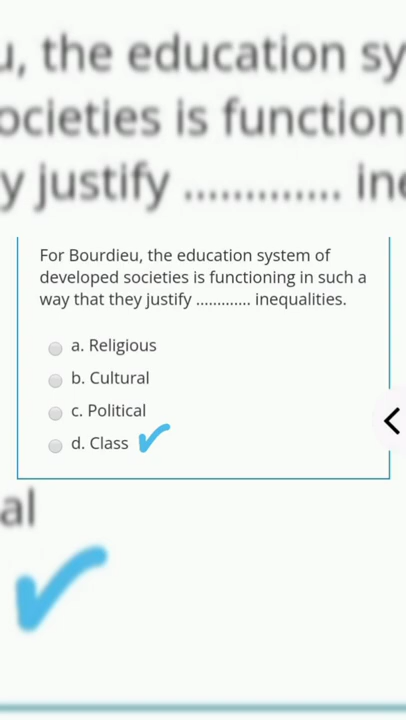 u, the education sy
ocieties is function
y justify ............. ine
For Bourdieu, the education system of
developed societies is functioning in such a
way that they justify ............. inequalities.
a. Religious
b. Cultural
c. Political
d. Class
al